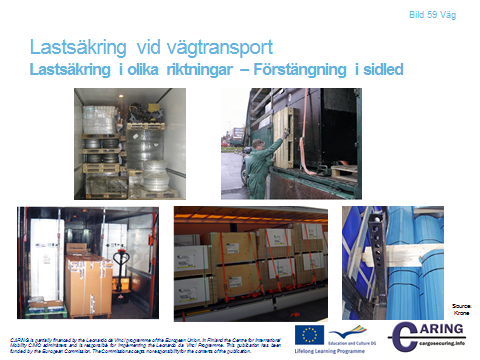 Bild 59 Väg
Lastsäkring vid vägtransport
Lastsäkring i olika riktningar – Förstängning i sidled
Source:
Krone
CARING is partially financed by the Leonardo da Vinci programme of the European Union. In Finland the Centre for International
Mobility CIMO administers and is responsible for implementing the Leonardo da Vinci Programme. This publication has been
funded by the European Commission. The Commission accepts no responsibility for the contents of the publication.
Education and Culture DG
Lifelong Learning Programme
CARING
cargosecuring.info